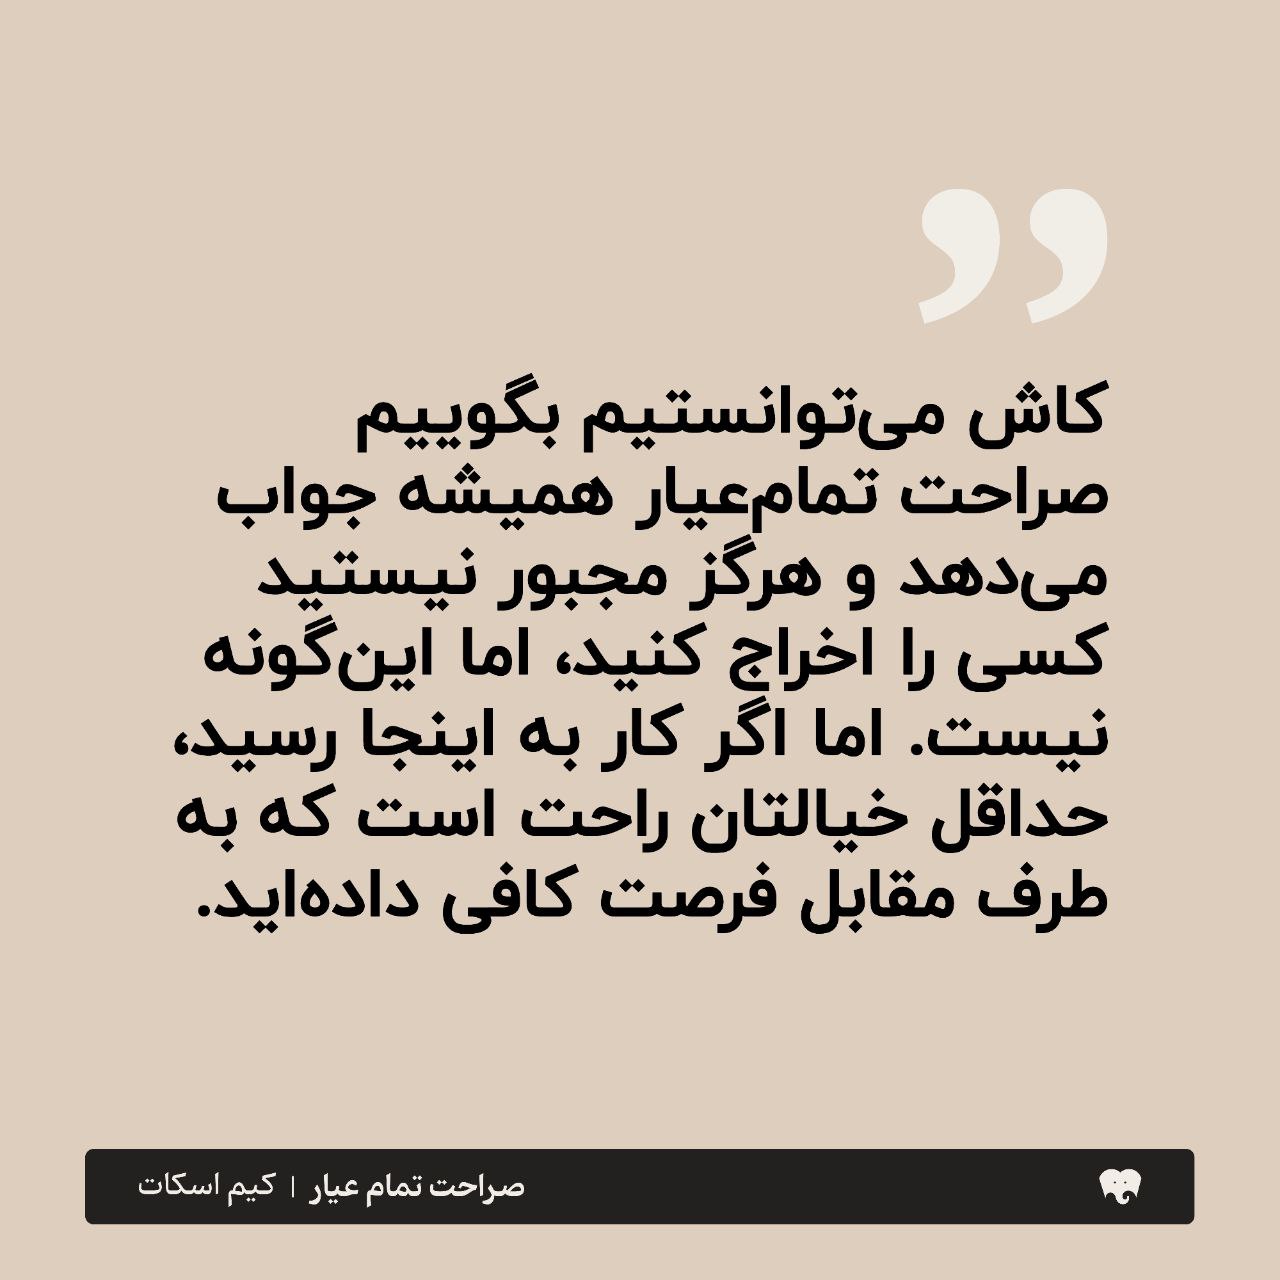 ”
کاش می‌توانستیم بگوییم
صراحت تمام‌عیار همیشه جواب
می‌دهد و هرگز مجبور نیستید
کسی را اخراج کنید، اما این‌گونه
نیست. اما اگر کار به اینجا رسید،
حداقل خیالتان راحت است که به
طرف مقابل فرصت کافی داده‌اید.
صراحت تمام عیار | کیم اسکات